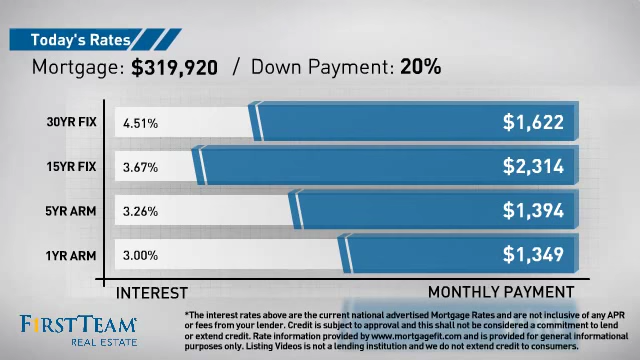 Today's Rates
Mortgage: $319,920 / Down Payment: 20%
30YR FIX 4.51% $1,622
15YR FIX 3.67% $2,314
5YR ARM 3.26% $1,394
1YR ARM 3.00% $1,349
INTEREST MONTHLY PAYMENT
FIRSTTEAM®
REAL ESTATE
*The interest rates above are the current national advertised Mortgage Rates and are not inclusive of any APR
or fees from your lender. Credit is subject to approval and this shall not be considered a commitment to lend
or extend credit. Rate information provided by www.mortgagefit.com and is provided for general informational
purposes only. Listing Videos is not a lending institution and we do not extend credit to consumers.